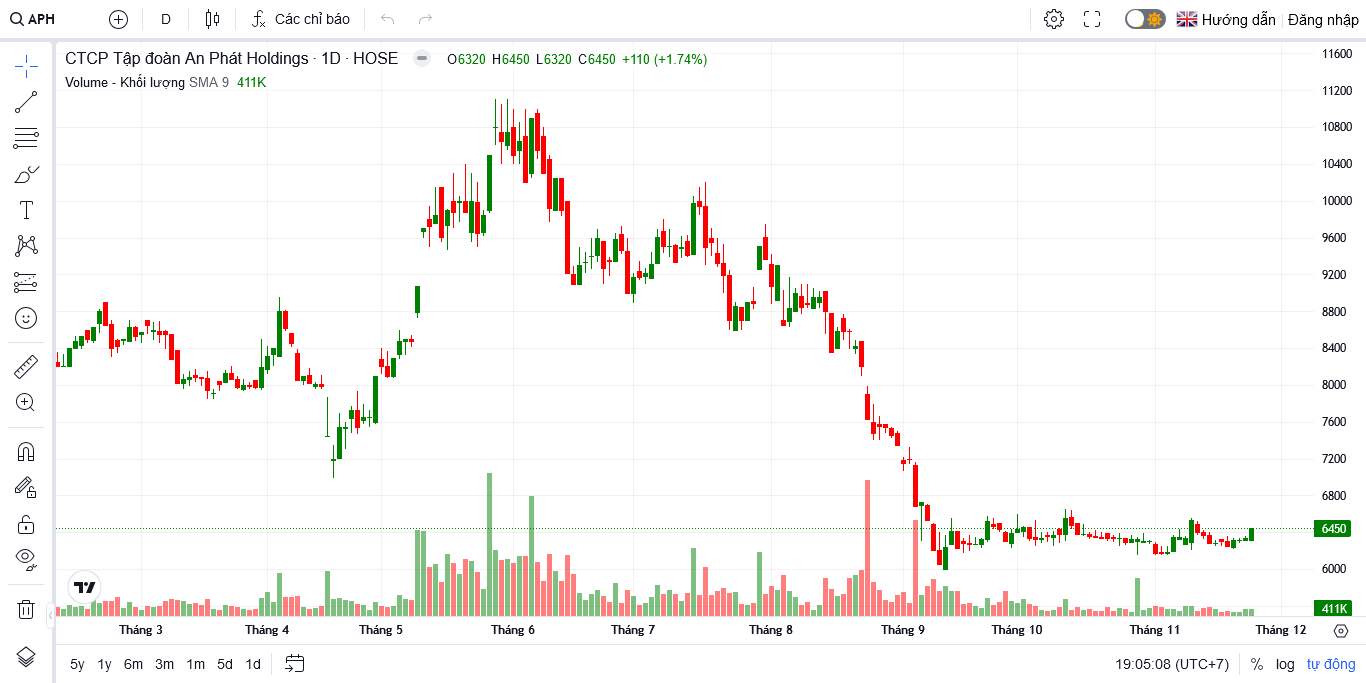 APH D Các chỉ báo Hướng dẫn Đăng nhập
CTCP Tập đoàn An Phát Holdings · 1D · HOSE O6320 H6450 L6320 C6450 +110 (+1.74%)
Volume - Khối lượng SMA 9 411K
11600
11200
10800
10400
10000
9600
9200
8800
8400
8000
7600
7200
6800
6450
6000
411K
Tháng 3 Tháng 4 Tháng 5 Tháng 6 Tháng 7 Tháng 8 Tháng 9 Tháng 10 Tháng 11 Tháng 12
5y 1y 6m 3m 1m 5d 1d 19:05:08 (UTC+7) % log tự động